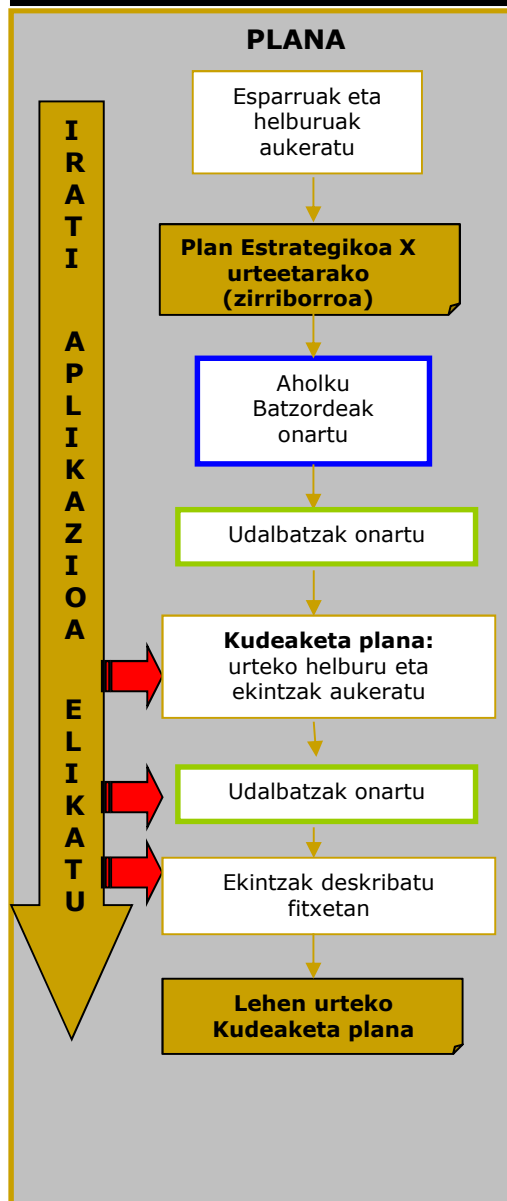 PLANA
Esparruak eta
helburuak
aukeratu
Plan Estrategikoa X
urteetarako
(zirriborroa)
Aholku
Batzordeak
onartu
Udalbatzak onartu
Kudeaketa plana:
urteko helburu eta
ekintzak aukeratu
Udalbatzak onartu
Ekintzak deskribatu
fitxetan
Lehen urteko
Kudeaketa plana
IRATI APLIKAZIOA ELIKATU